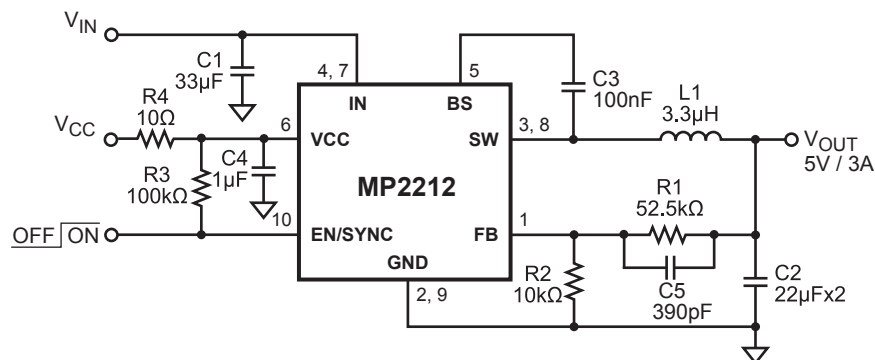 VIN
C1
33µF
4, 7
5
C3
100nF
L1
3.3µH
IN
BS
R4
10Ω
VCC
6
VCC
SW
3, 8
VOUT
5V / 3A
C4
1µF
R3
100kΩ
MP2212
R1
52.5kΩ
OFF ON
10
EN/SYNC
FB
1
GND
2, 9
R2
10kΩ
C5
390pF
C2
22µFx2